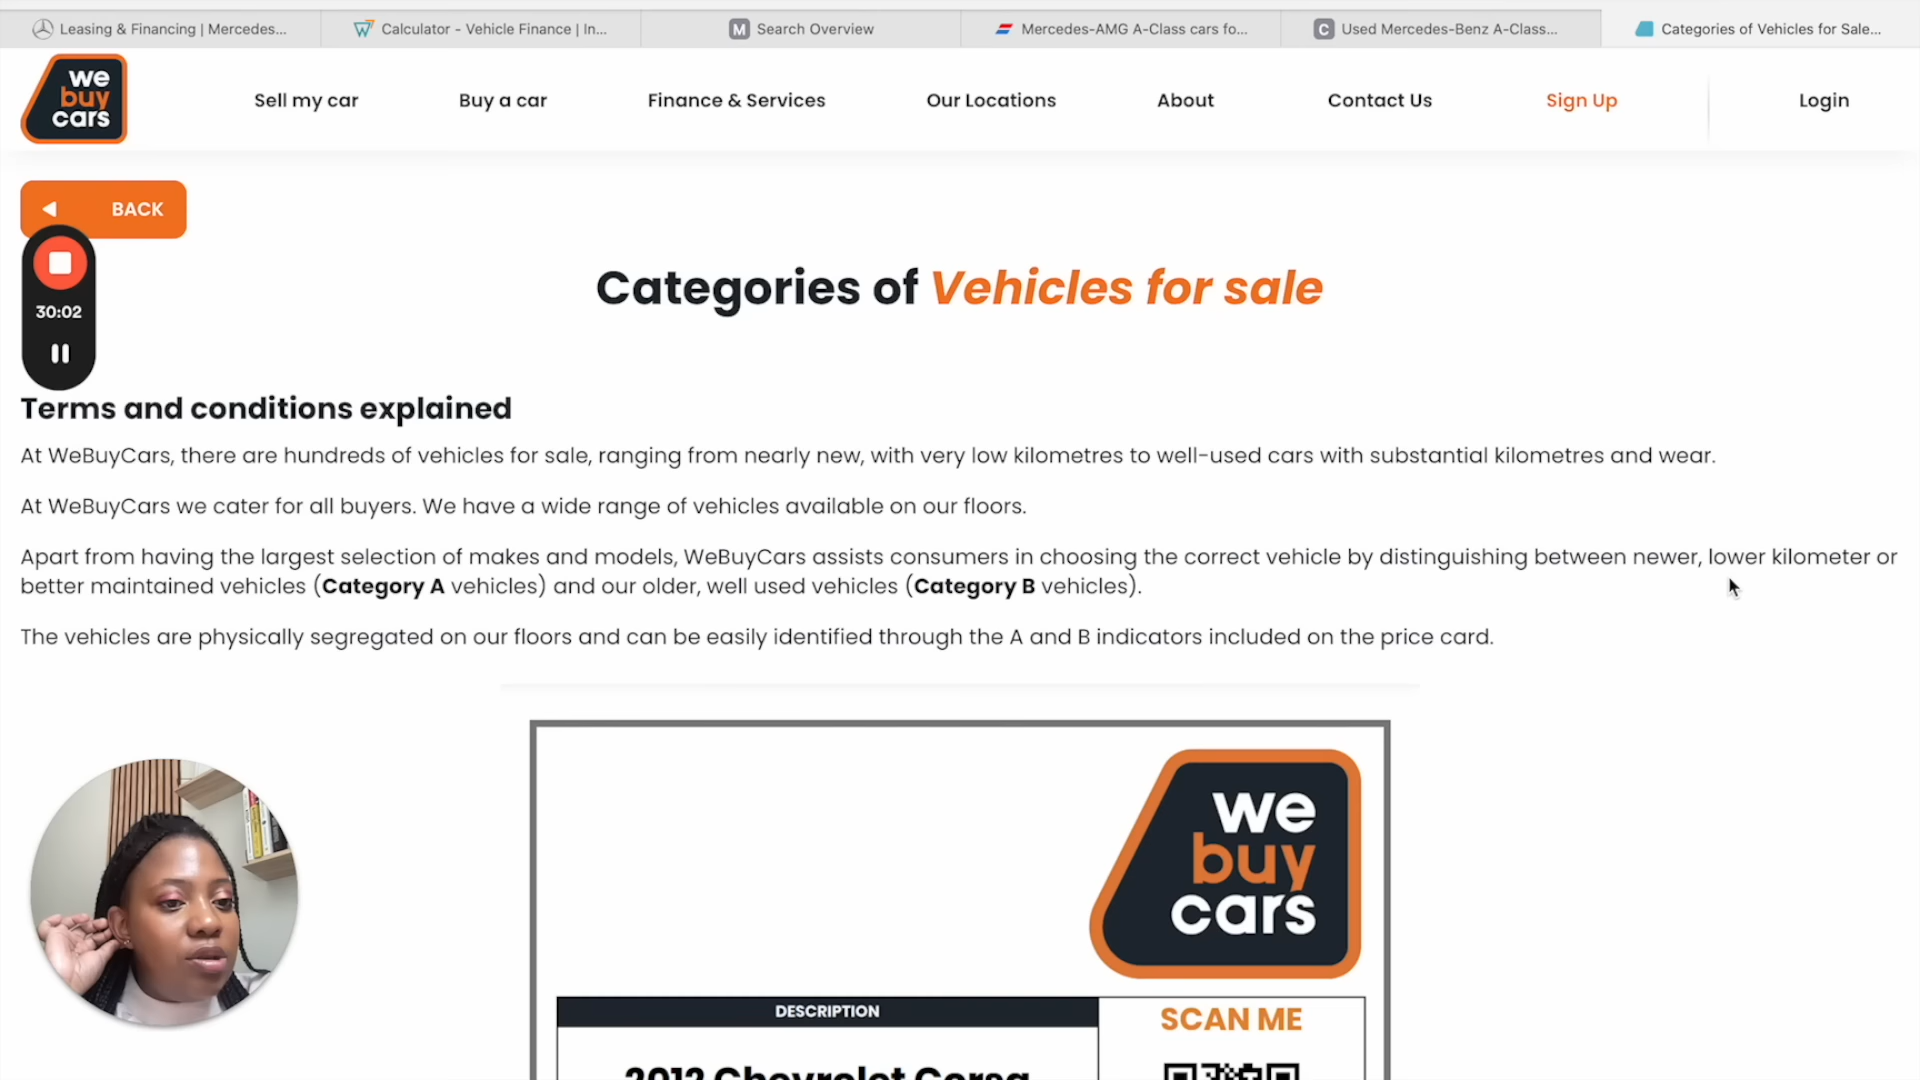 Leasing & Financing | Mercedes...
Calculator - Vehicle Finance | In...
M Search Overview
Mercedes-AMG A-Class cars fo...
C Used Mercedes-Benz A-Class...
Categories of Vehicles for Sale...
we
buy
cars
Sell my car
Buy a car
Finance & Services
Our Locations
About
Contact Us
Sign Up
Login
BACK
30:02
Categories of Vehicles for sale
Terms and conditions explained
At WeBuyCars, there are hundreds of vehicles for sale, ranging from nearly new, with very low kilometres to well-used cars with substantial kilometres and wear.
At WeBuyCars we cater for all buyers. We have a wide range of vehicles available on our floors.
Apart from having the largest selection of makes and models, WeBuyCars assists consumers in choosing the correct vehicle by distinguishing between newer, lower kilometer or
better maintained vehicles (Category A vehicles) and our older, well used vehicles (Category B vehicles).
The vehicles are physically segregated on our floors and can be easily identified through the A and B indicators included on the price card.
we
buy
cars
DESCRIPTION
SCAN ME
2012 Chevrolet Corsa